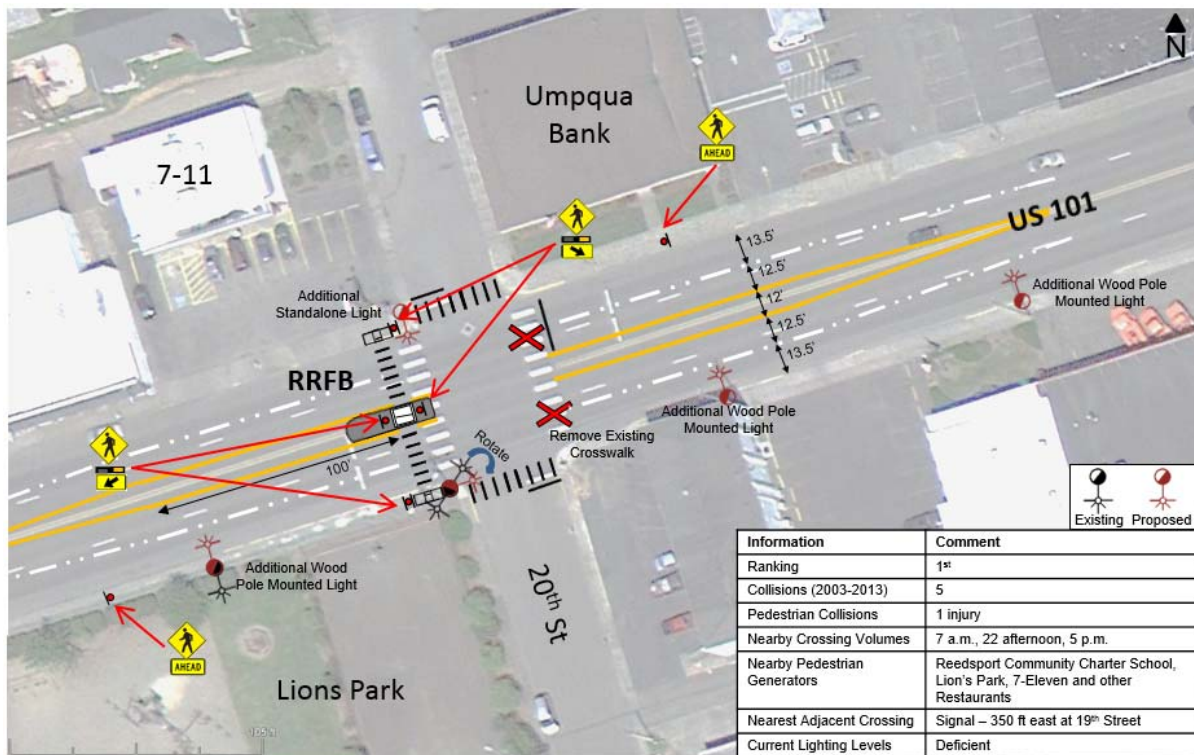 N
Umpqua
Bank
7-11
AHEAD
US 101
13.5'
12.5'
12'
12.5'
13.5'
Additional
Standalone Light
Additional Wood Pole
Mounted Light
RRFB
Additional Wood Pole
Mounted Light
Remove Existing
Crosswalk
Rotate
100'
Additional Wood
Pole Mounted Light
20th St
AHEAD
Lions Park
Existing Proposed
Information Comment
Ranking 1st
Collisions (2003-2013) 5
Pedestrian Collisions 1 injury
Nearby Crossing Volumes 7 a.m., 22 afternoon, 5 p.m.
Nearby Pedestrian
Generators
Reedsport Community Charter School,
Lion's Park, 7-Eleven and other
Restaurants
Nearest Adjacent Crossing Signal – 350 ft east at 19th Street
Current Lighting Levels Deficient